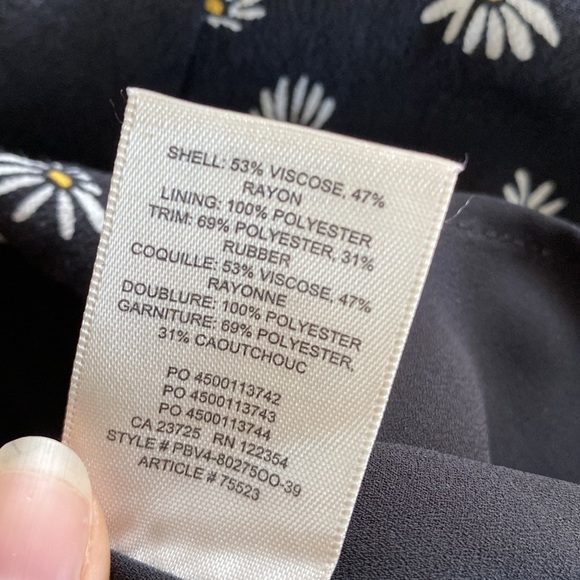 SHELL: 53% VISCOSE, 47%
RAYON
LINING: 100% POLYESTER
TRIM: 69% POLYESTER, 31%
RUBBER
COQUILLE: 53% VISCOSE, 47%
RAYONNE
DOUBLURE: 100% POLYESTER
GARNITURE: 69% POLYESTER,
31% CAOUTCHOUC
PO 4500113742
PO 4500113743
PO 4500113744
CA 23725 RN 122354
STYLE # PBV4-80275OO-39
ARTICLE # 75523